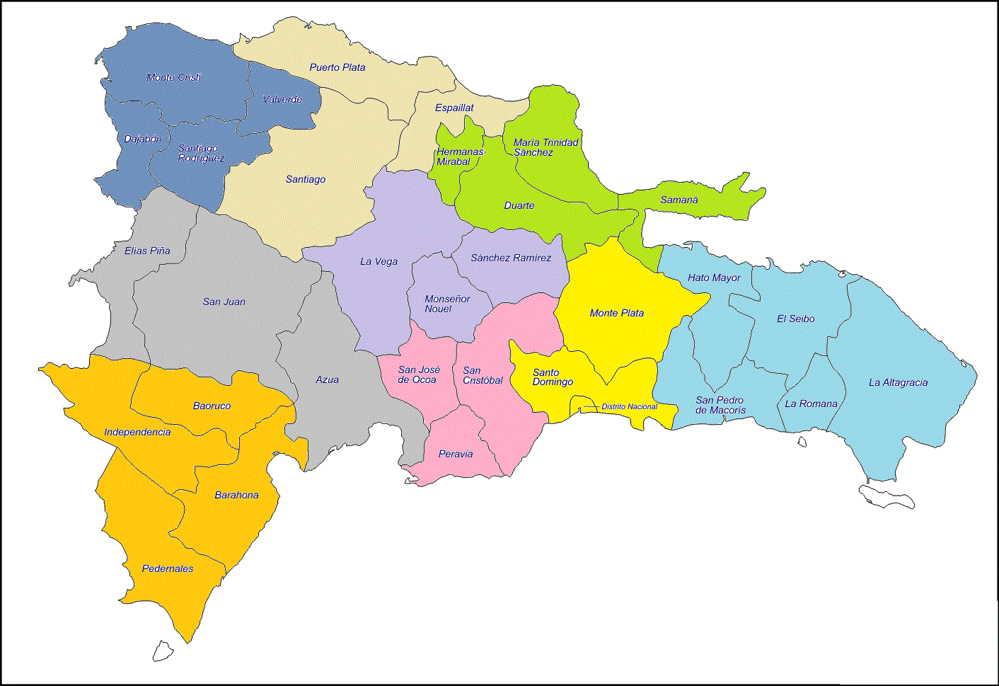 Puerto Plata
Monte Cristi
Valverde
Espaillat
Dajabón
Santiago
Rodríguez
María Trinidad
Sánchez
Hermanas
Mirabal
Santiago
Samaná
Duarte
Elías Piña
La Vega
Sánchez Ramírez
Hato Mayor
San Juan
Monseñor
Nouel
Monte Plata
El Seibo
Azua
San José
de Ocoa
San
Cristóbal
Santo
Domingo
La Altagracia
Baoruco
Distrito Nacional
San Pedro
de Macorís
La Romana
Independencia
Peravia
Barahona
Pedernales